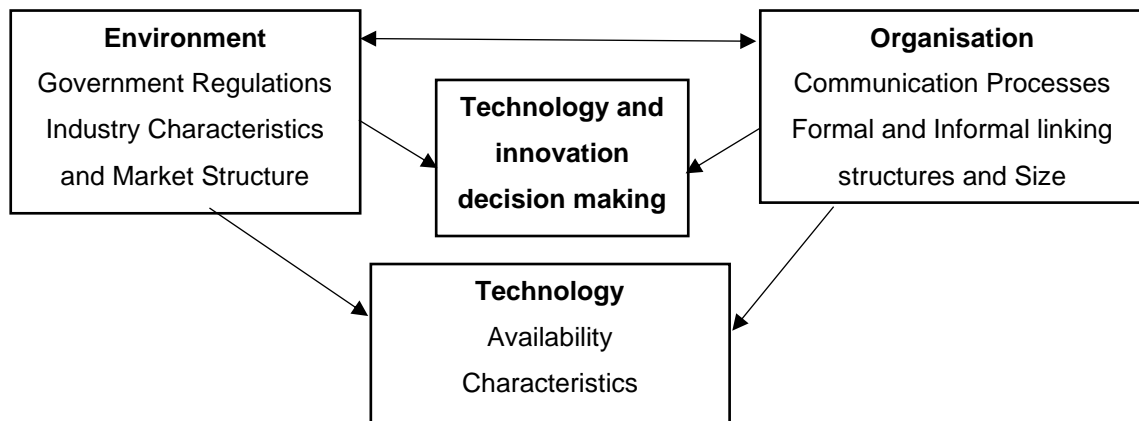 Environment
Government Regulations
Industry Characteristics
and Market Structure
Technology and
innovation
decision making
Organisation
Communication Processes
Formal and Informal linking
structures and Size
Technology
Availability
Characteristics